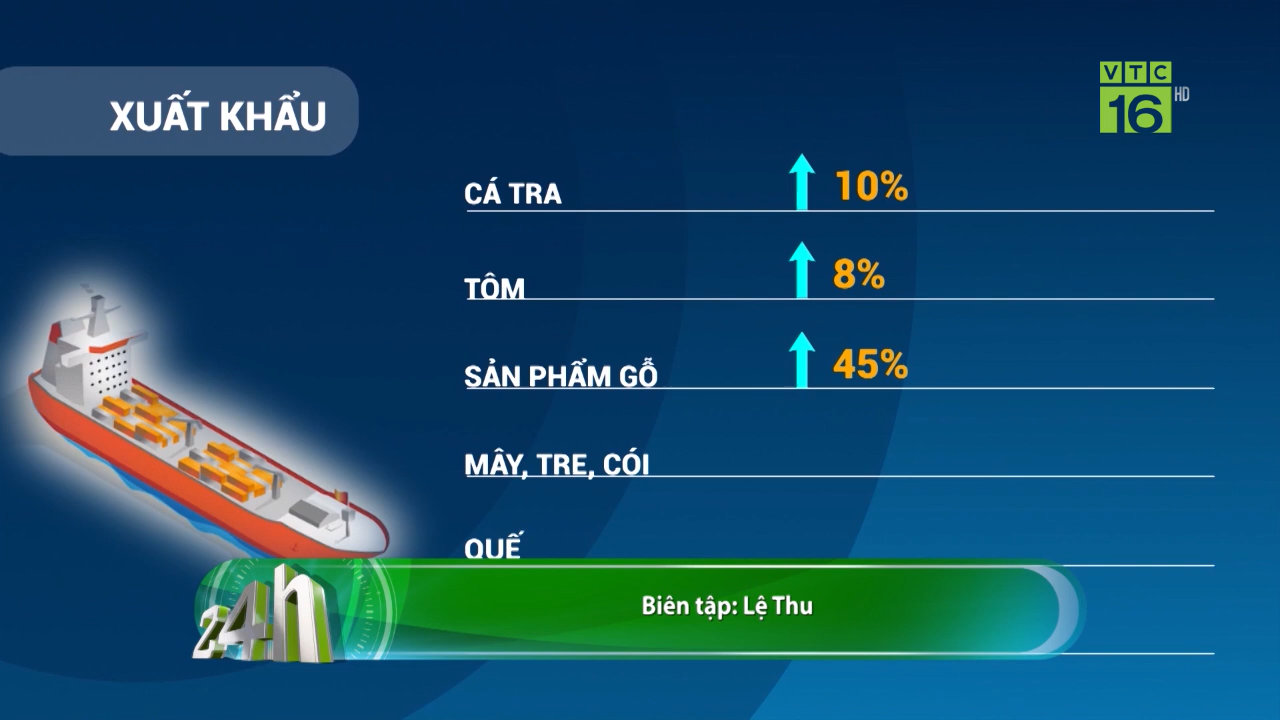 XUẤT KHẨU
VTC
16 HD
CÁ TRA 10%
TÔM 8%
SẢN PHẨM GỖ 45%
MÂY, TRE, CÓI
QUẾ
24h
Biên tập: Lệ Thu